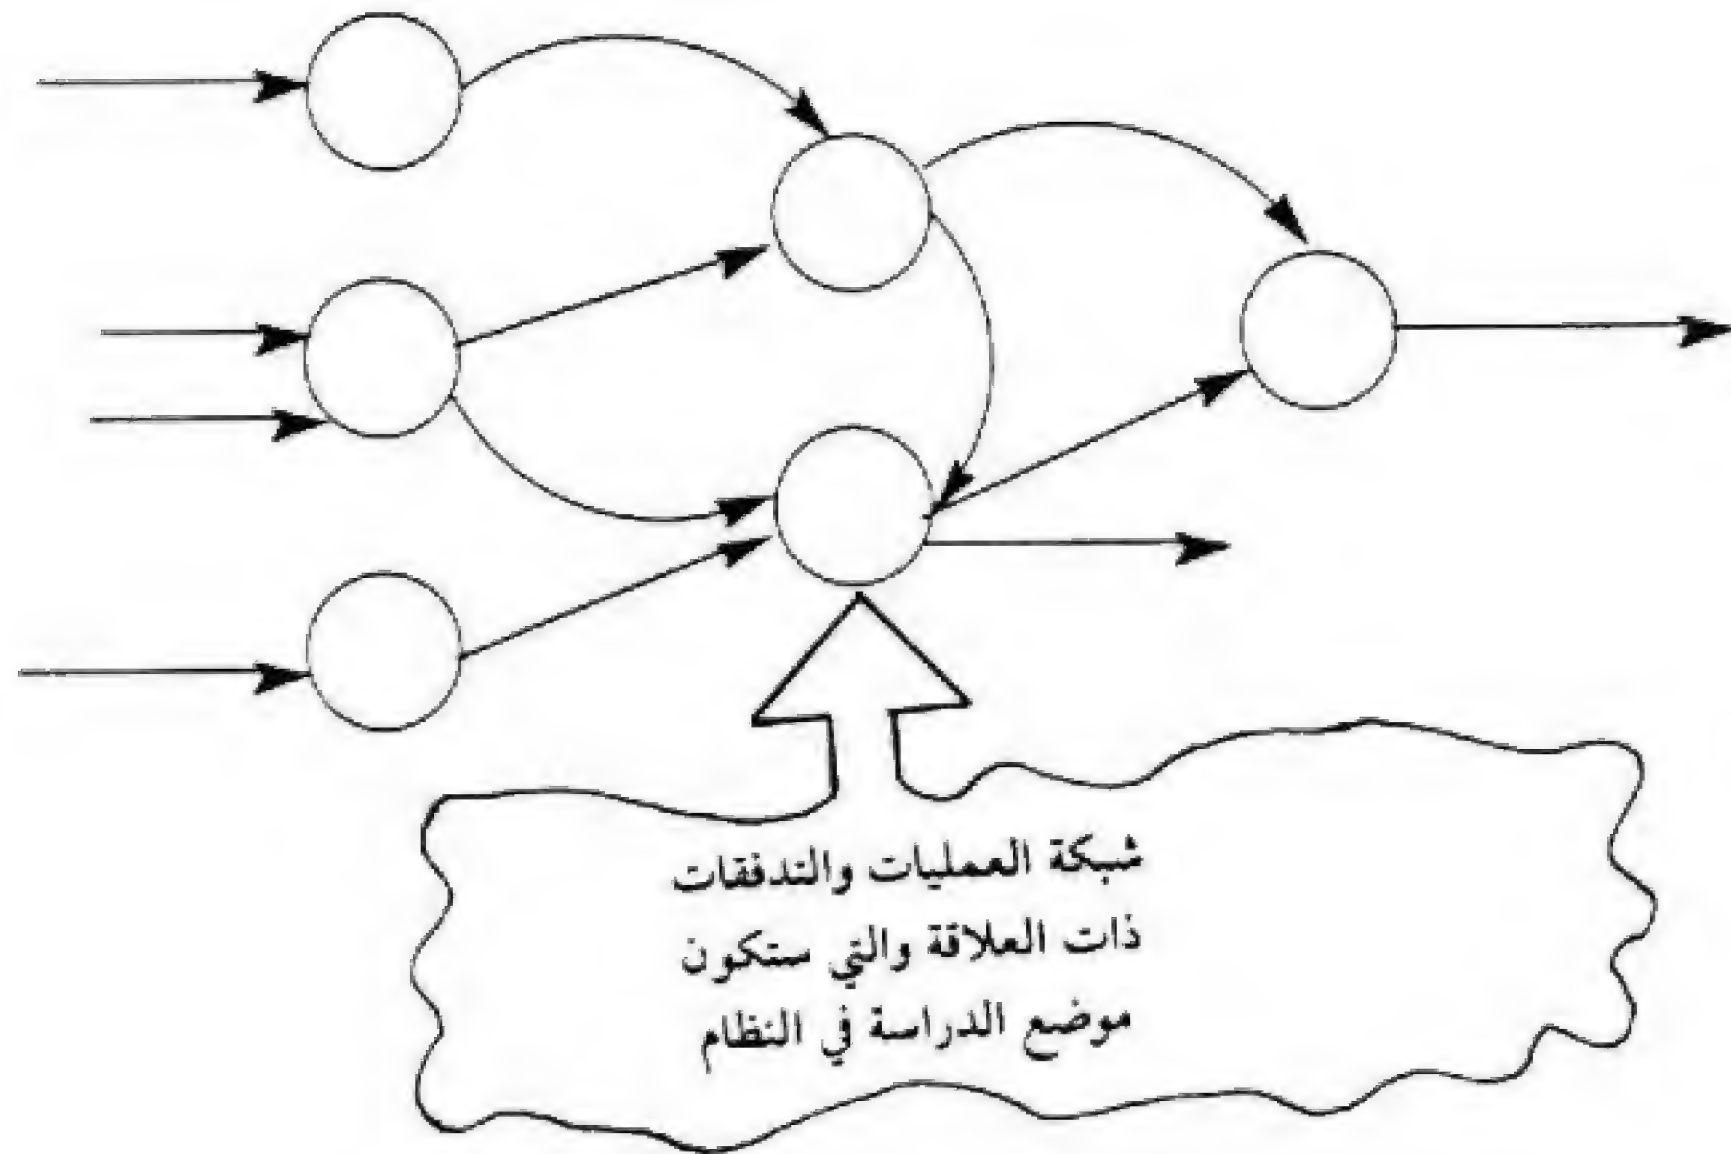 شبكة العمليات والتدفقات
ذات العلاقة والتي ستكون
موضع الدراسة في النظام